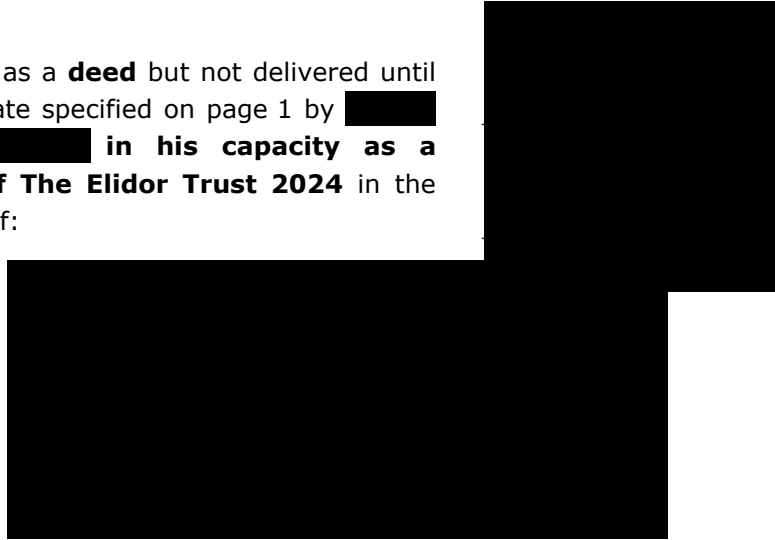 as a deed but not delivered until
ate specified on page 1 by
in his capacity as a
f The Elidor Trust 2024 in the
f: